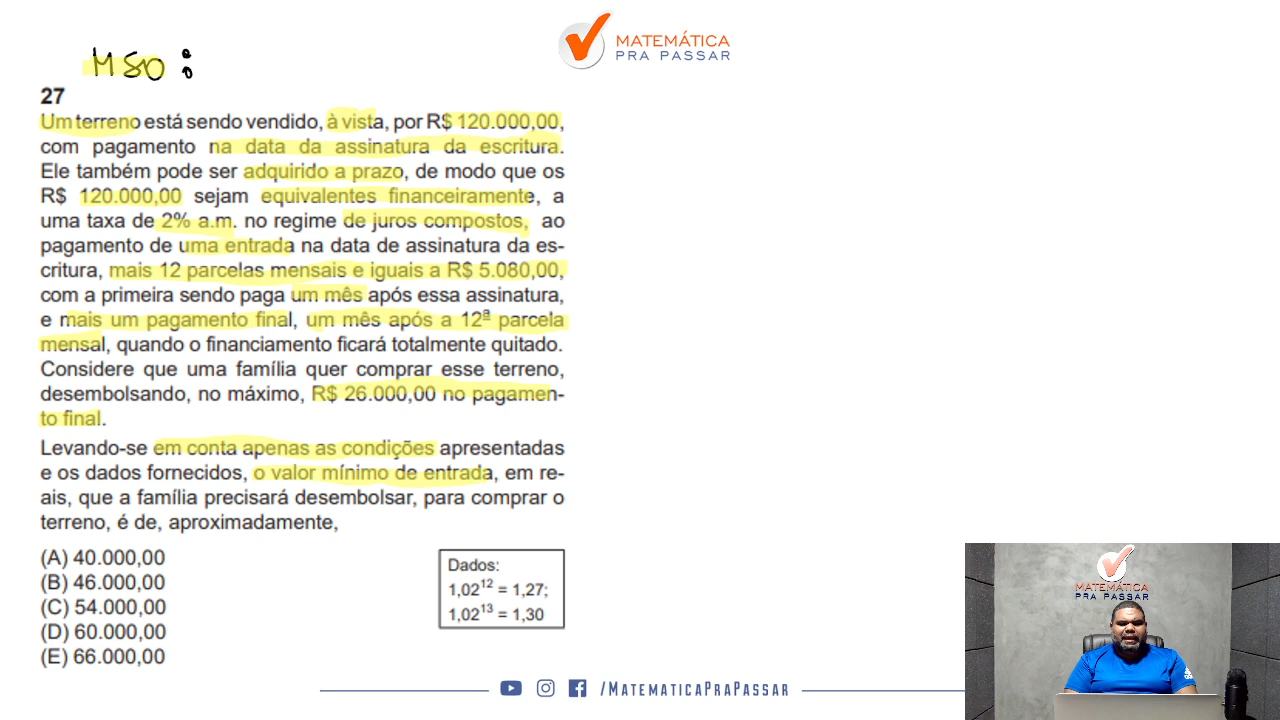 MATEMÁTICA
PRA PASSAR
MSO :
27
Um terreno está sendo vendido, à vista, por R$ 120.000,00,
com pagamento na data da assinatura da escritura.
Ele também pode ser adquirido a prazo, de modo que os
R$ 120.000,00 sejam equivalentes financeiramente, a
uma taxa de 2% a.m. no regime de juros compostos, ao
pagamento de uma entrada na data de assinatura da es-
critura, mais 12 parcelas mensais e iguais a R$ 5.080,00,
com a primeira sendo paga um mês após essa assinatura,
e mais um pagamento final, um mês após a 12ª parcela
mensal, quando o financiamento ficará totalmente quitado.
Considere que uma família quer comprar esse terreno,
desembolsando, no máximo, R$ 26.000,00 no pagamen-
to final.
Levando-se em conta apenas as condições apresentadas
e os dados fornecidos, o valor mínimo de entrada, em re-
ais, que a família precisará desembolsar, para comprar o
terreno, é de, aproximadamente,
(A) 40.000,00
(B) 46.000,00
(C) 54.000,00
(D) 60.000,00
(E) 66.000,00
Dados:
1,02¹² = 1,27;
1,02¹³ = 1,30
MATEMÁTICA
PRA PASSAR
/MATEMATICAPRAPASSAR